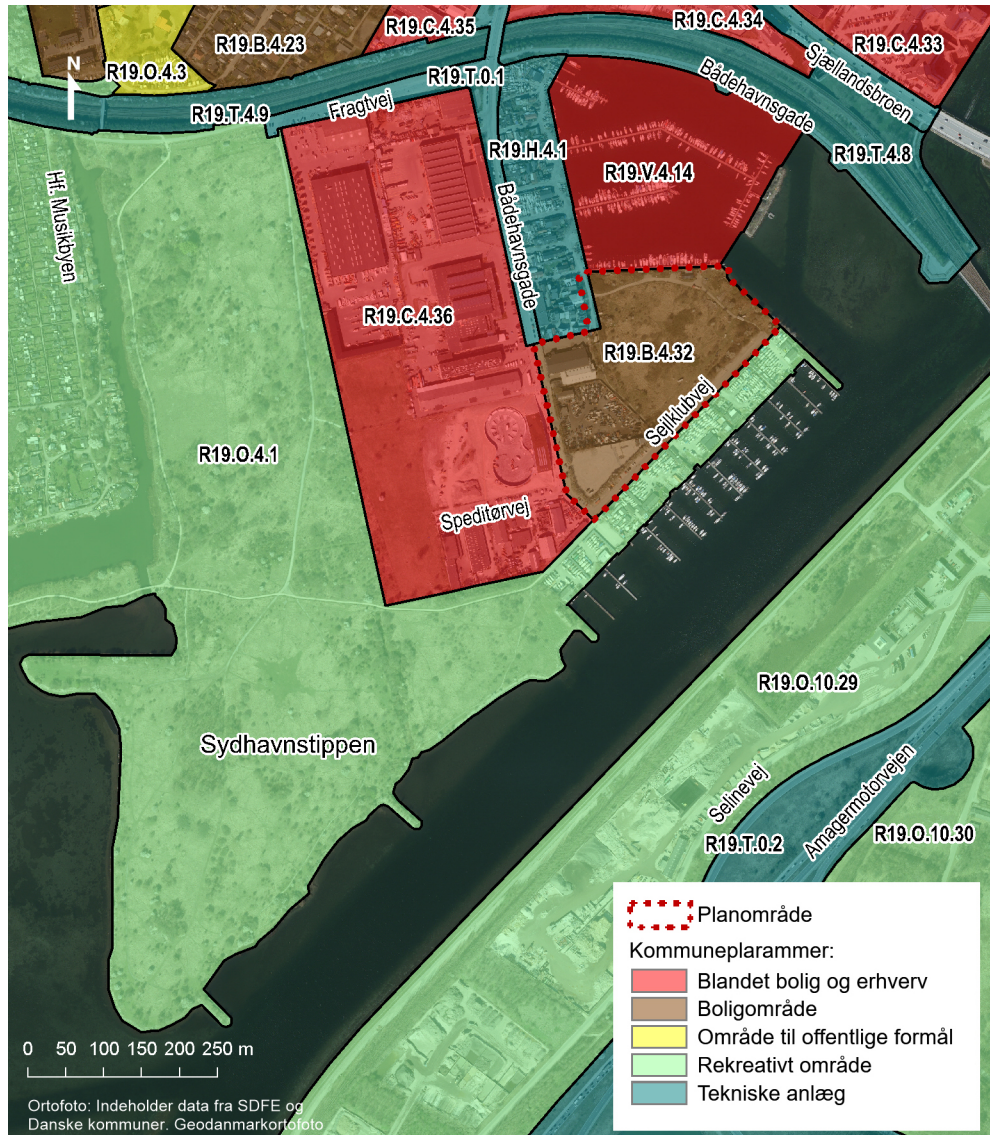 R19.C.4.35
R19.C.4.34
R19.B.4.23
R19.C.4.33
R19.O.4.3
N
R19.T.0.1
Sjællandsbroen
Bådehavnsgade
R19.T.4.9
Fragtvej
R19.H.4.1
R19.T.4.8
R19.V.4.14
Hf. Musikbyen
Bådehavnsgade
R19.C.4.36
R19.B.4.32
Sejlklubvej
R19.O.4.1
Speditørvej
R19.O.10.29
Sydhavnstippen
Selinevej
Amagermotorvejen
R19.T.0.2
R19.O.10.30
Planområde
Kommuneplarammer:
Blandet bolig og erhverv
Boligområde
Område til offentlige formål
Rekreativt område
Tekniske anlæg
0 50 100 150 200 250 m
Ortofoto: Indeholder data fra SDFE og
Danske kommuner. Geodanmarkortofoto